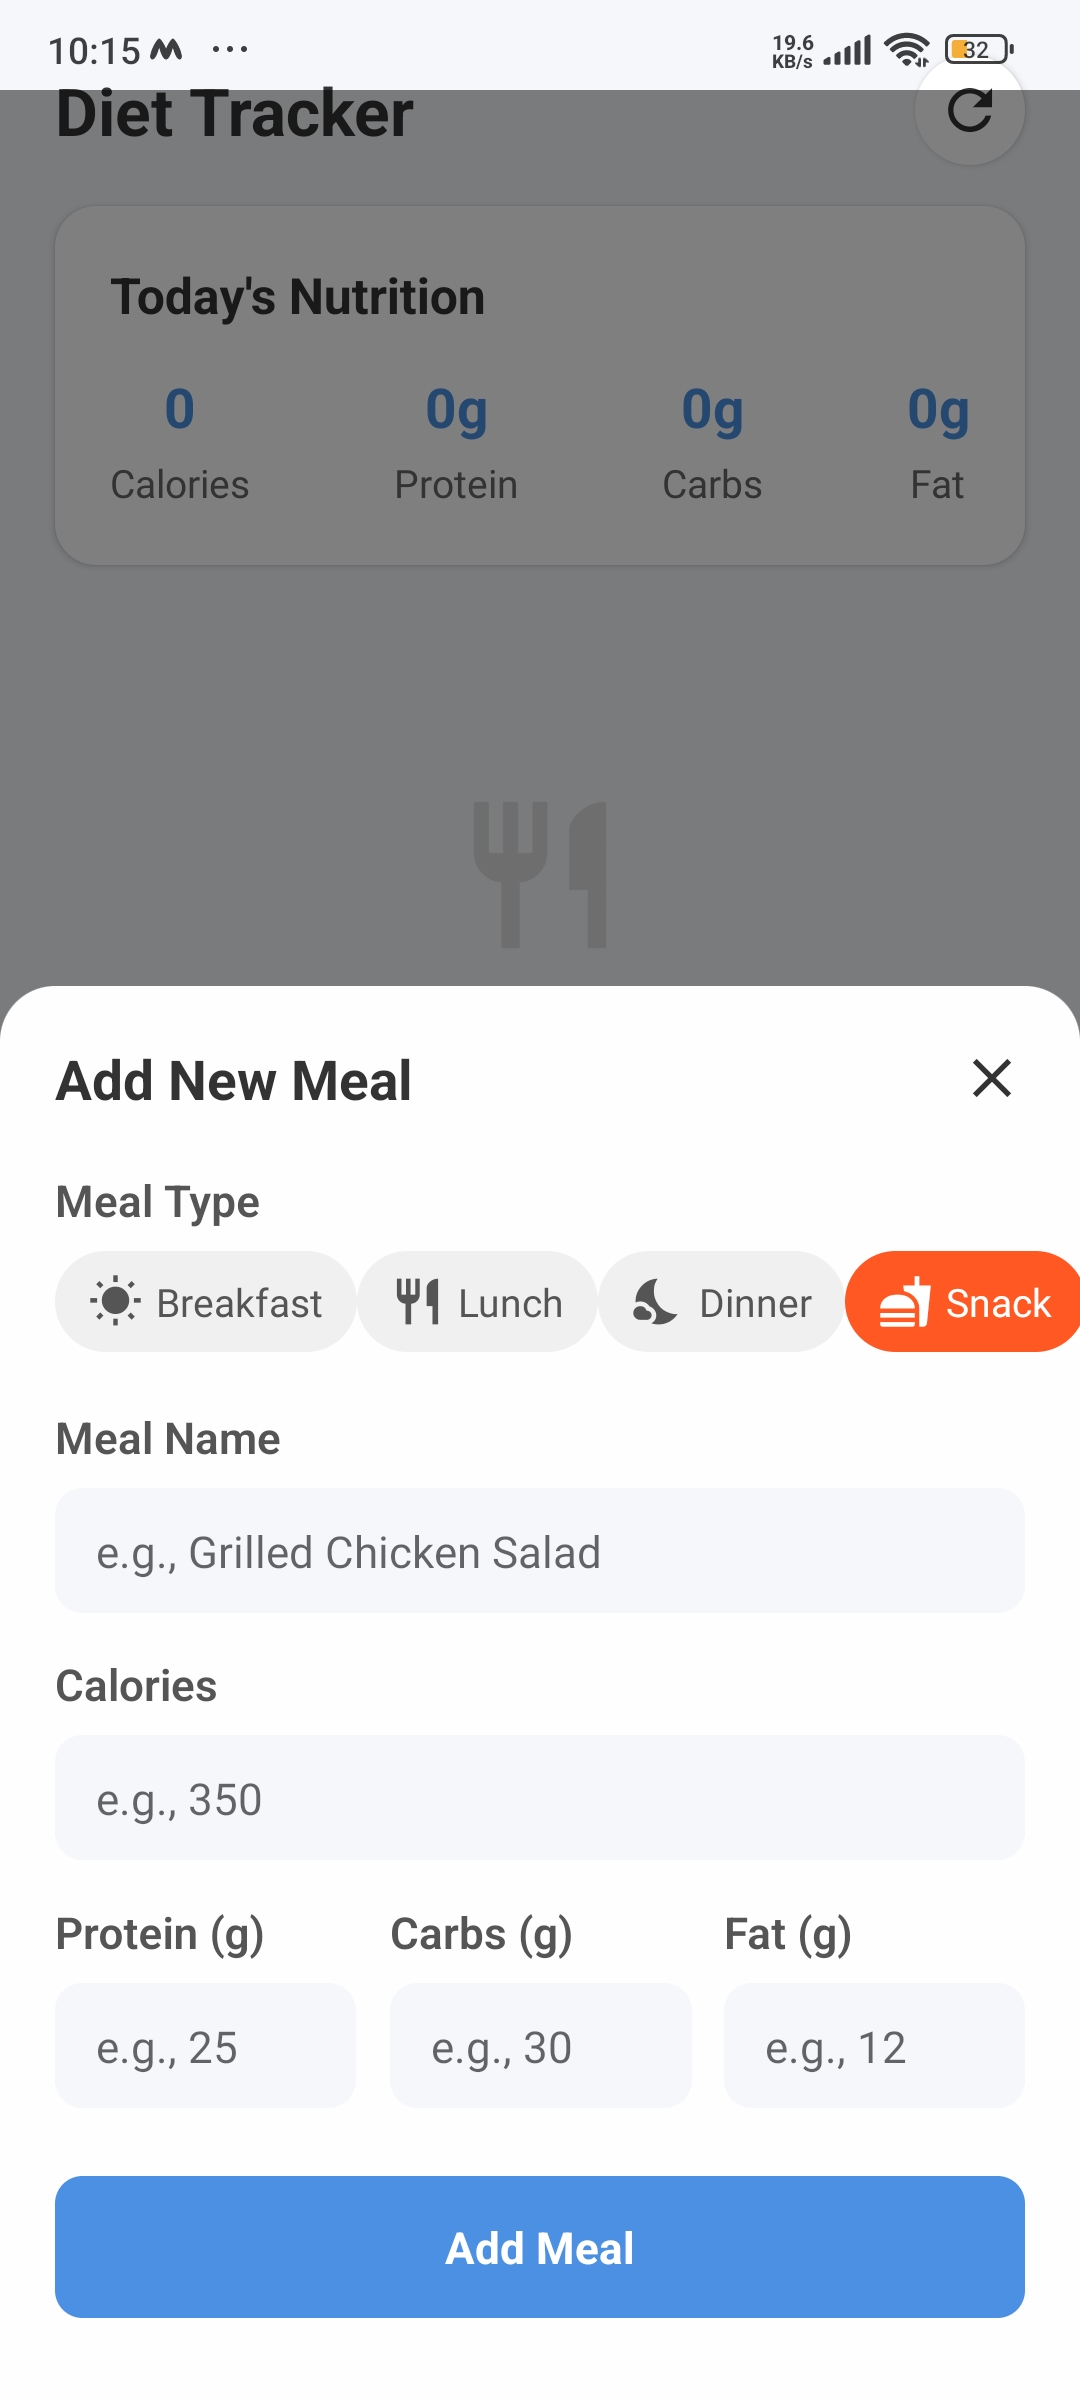 10:15 ... 19.6 KB/s 32
Diet Tracker
Today's Nutrition
0 0g 0g 0g
Calories Protein Carbs Fat
Add New Meal
Meal Type
Breakfast Lunch Dinner Snack
Meal Name
e.g., Grilled Chicken Salad
Calories
e.g., 350
Protein (g) Carbs (g) Fat (g)
e.g., 25 e.g., 30 e.g., 12
Add Meal